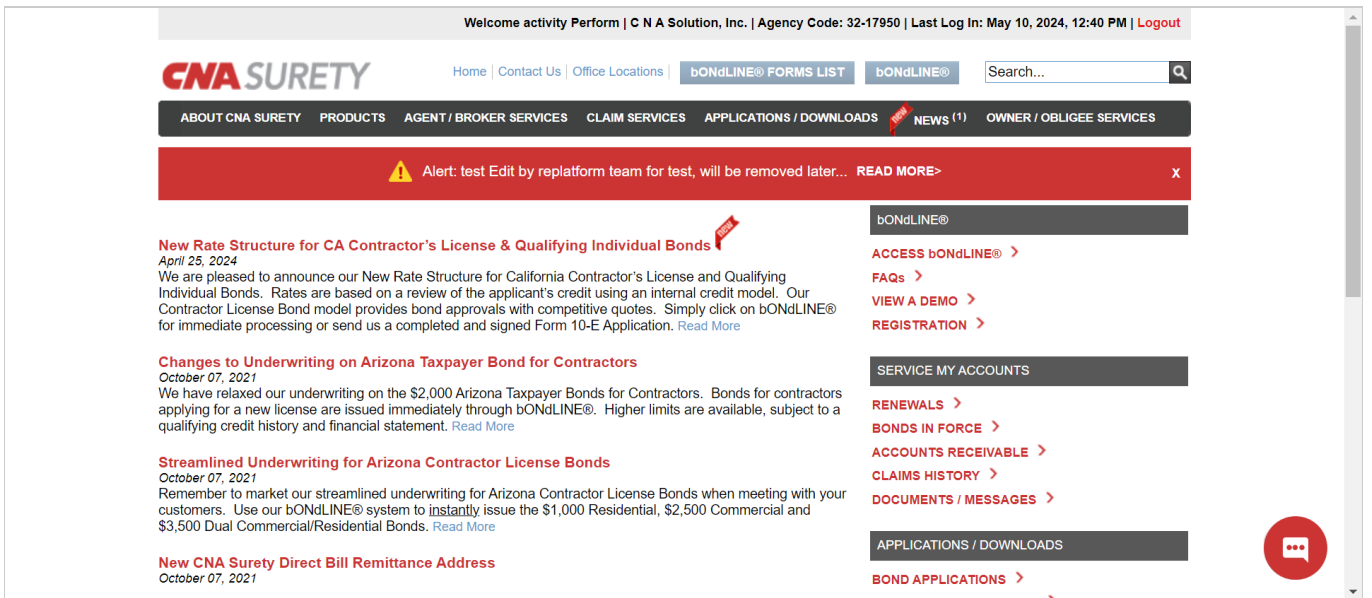 Welcome activity Perform | C N A Solution, Inc. | Agency Code: 32-17950 | Last Log In: May 10, 2024, 12:40 PM | Logout
CNA SURETY
Home | Contact Us | Office Locations |
bONdLINE® FORMS LIST
bONdLINE®
Search...
ABOUT CNA SURETY PRODUCTS AGENT / BROKER SERVICES CLAIM SERVICES APPLICATIONS / DOWNLOADS new NEWS (1) OWNER / OBLIGEE SERVICES
Alert: test Edit by replatform team for test, will be removed later... READ MORE> X
New Rate Structure for CA Contractor’s License & Qualifying Individual Bonds new
April 25, 2024
We are pleased to announce our New Rate Structure for California Contractor’s License and Qualifying
Individual Bonds.  Rates are based on a review of the applicant’s credit using an internal credit model.  Our
Contractor License Bond model provides bond approvals with competitive quotes.  Simply click on bONdLINE®
for immediate processing or send us a completed and signed Form 10-E Application. Read More
Changes to Underwriting on Arizona Taxpayer Bond for Contractors
October 07, 2021
We have relaxed our underwriting on the $2,000 Arizona Taxpayer Bonds for Contractors.  Bonds for contractors
applying for a new license are issued immediately through bONdLINE®.  Higher limits are available, subject to a
qualifying credit history and financial statement. Read More
Streamlined Underwriting for Arizona Contractor License Bonds
October 07, 2021
Remember to market our streamlined underwriting for Arizona Contractor License Bonds when meeting with your
customers.  Use our bONdLINE® system to instantly issue the $1,000 Residential, $2,500 Commercial and
$3,500 Dual Commercial/Residential Bonds. Read More
New CNA Surety Direct Bill Remittance Address
October 07, 2021
bONdLINE®
ACCESS bONdLINE®
FAQs
VIEW A DEMO
REGISTRATION
SERVICE MY ACCOUNTS
RENEWALS
BONDS IN FORCE
ACCOUNTS RECEIVABLE
CLAIMS HISTORY
DOCUMENTS / MESSAGES
APPLICATIONS / DOWNLOADS
BOND APPLICATIONS